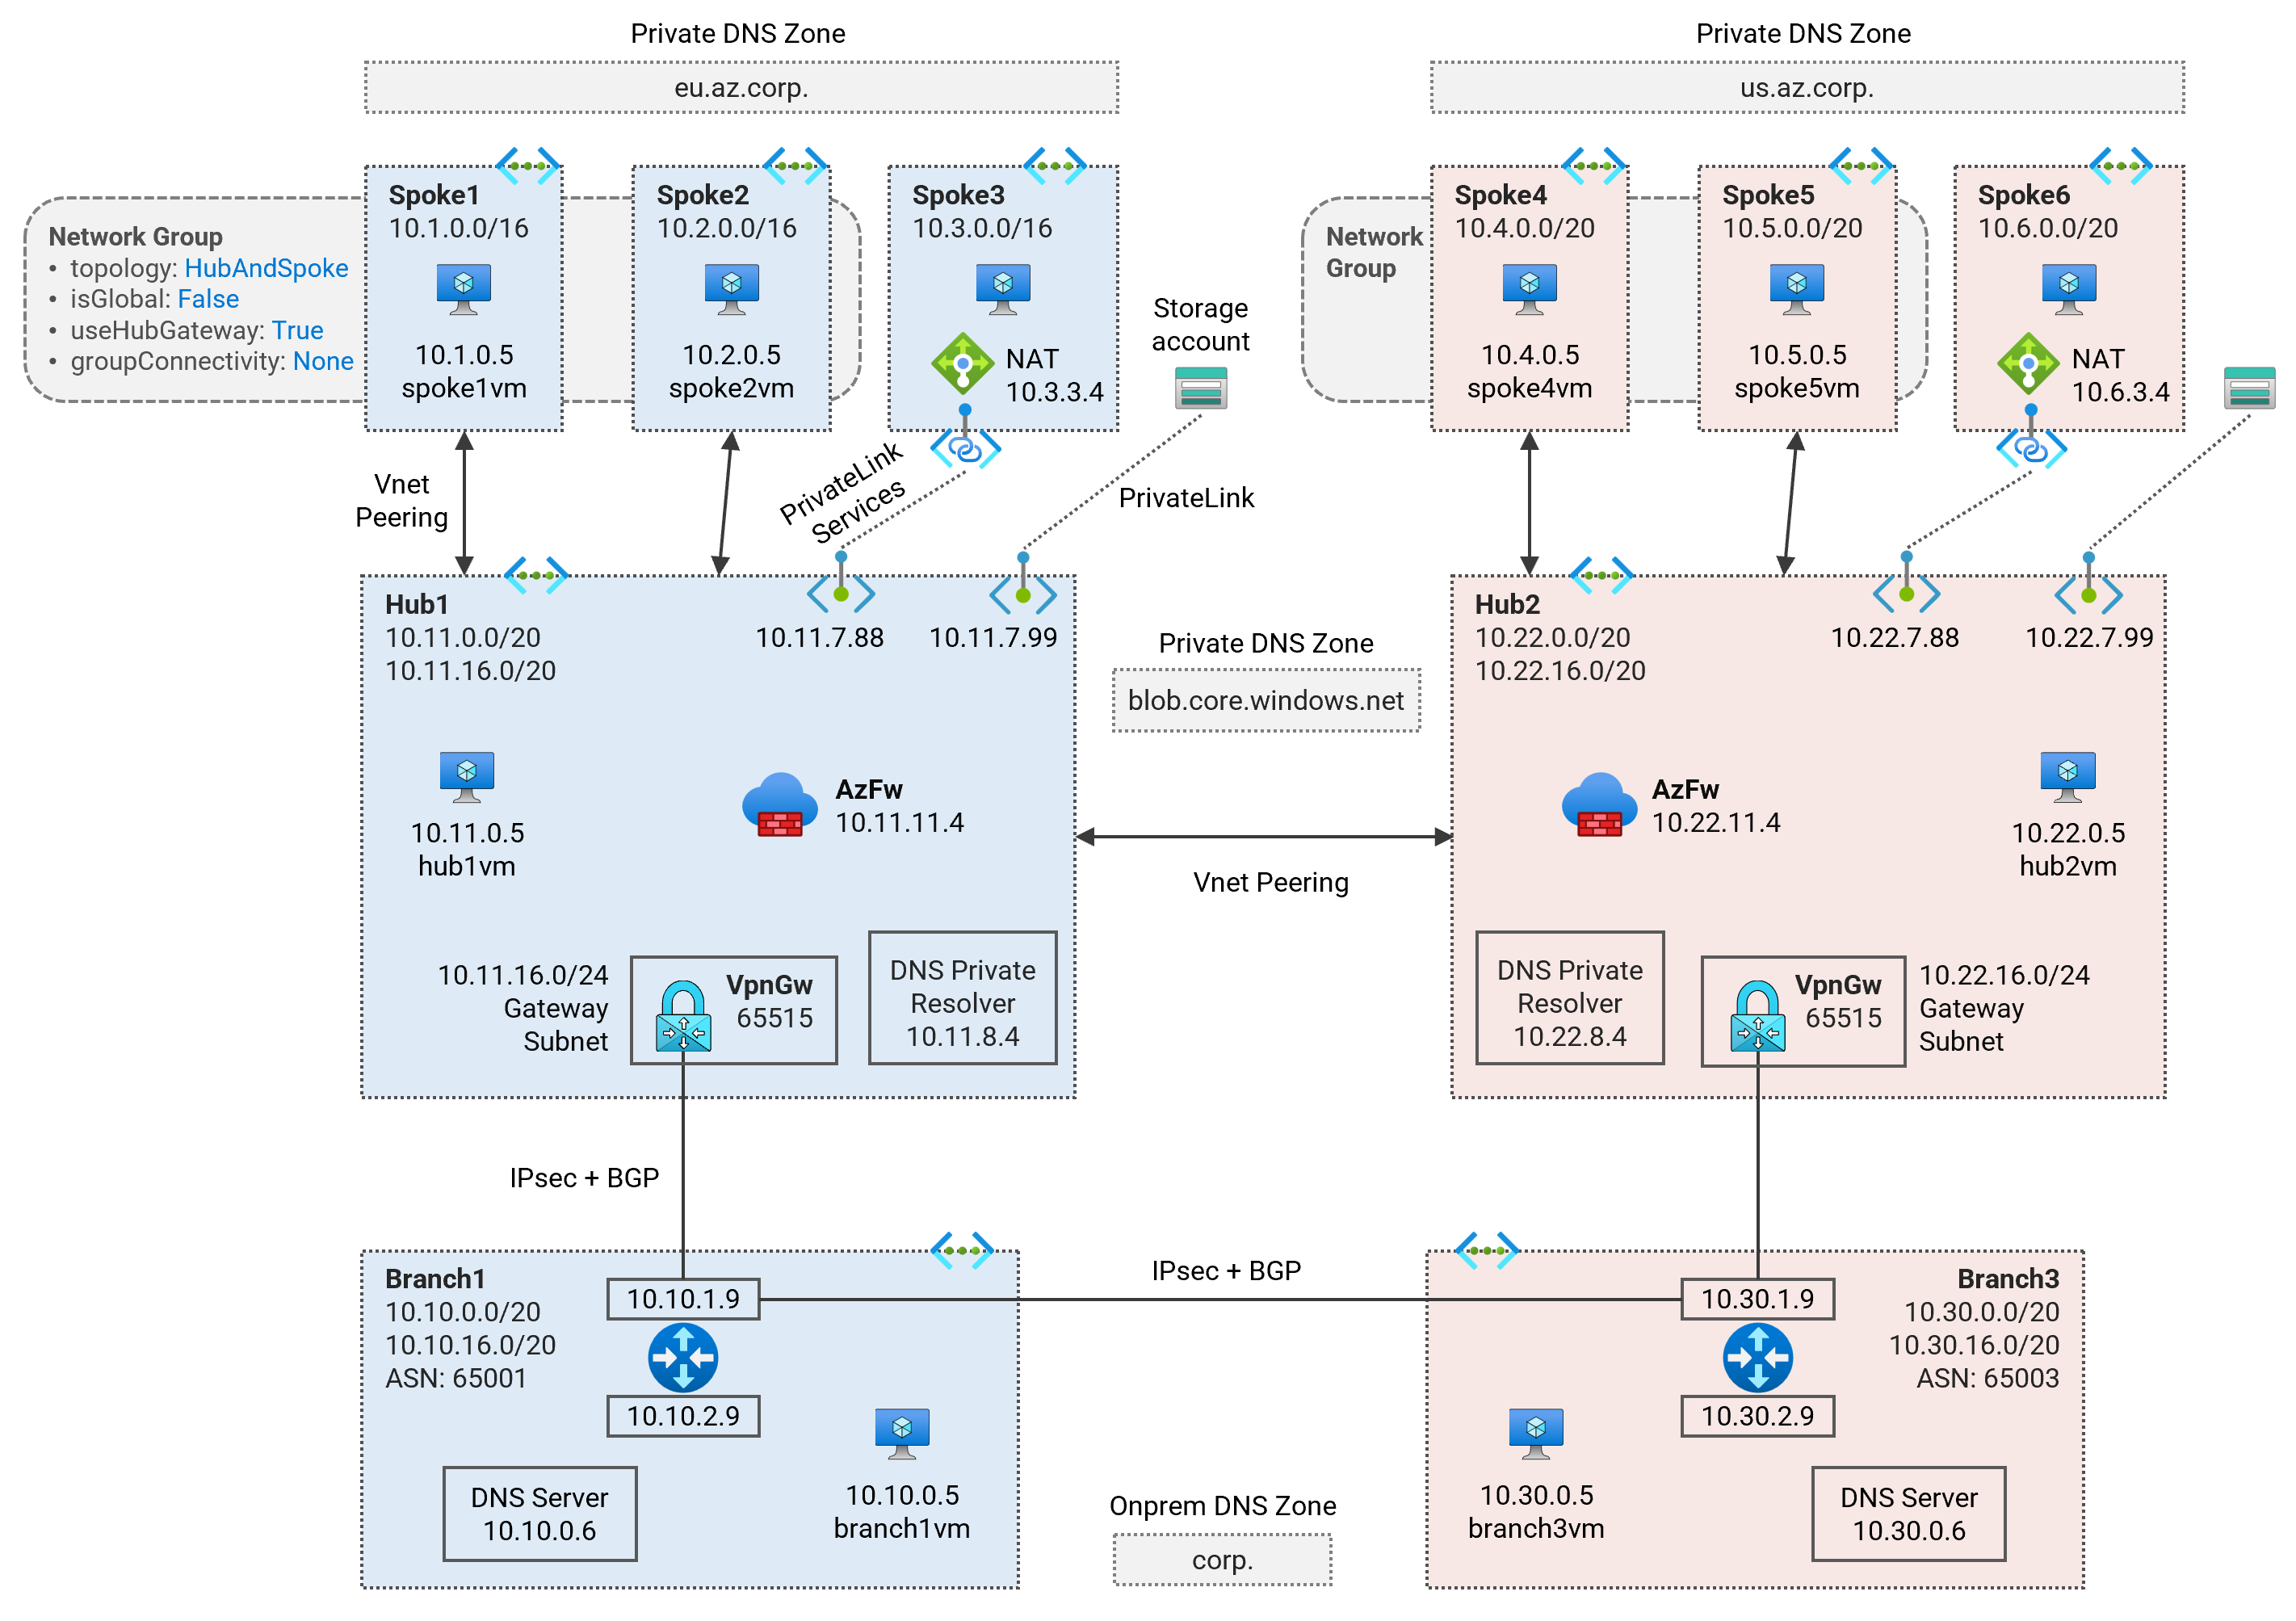 Private DNS Zone
eu.az.corp.
Private DNS Zone
us.az.corp.
Network Group
• topology: HubAndSpoke
• isGlobal: False
• useHubGateway: True
• groupConnectivity: None
Spoke1
10.1.0.0/16
10.1.0.5
spoke1vm
Spoke2
10.2.0.0/16
10.2.0.5
spoke2vm
Spoke3
10.3.0.0/16
NAT
10.3.3.4
Storage
account
Network
Group
Spoke4
10.4.0.0/20
10.4.0.5
spoke4vm
Spoke5
10.5.0.0/20
10.5.0.5
spoke5vm
Spoke6
10.6.0.0/20
NAT
10.6.3.4
Vnet
Peering
PrivateLink
Services
PrivateLink
Hub1
10.11.0.0/20
10.11.16.0/20
10.11.7.88
10.11.7.99
10.11.0.5
hub1vm
AzFw
10.11.11.4
10.11.16.0/24
Gateway
Subnet
VpnGw
65515
DNS Private
Resolver
10.11.8.4
Private DNS Zone
blob.core.windows.net
Vnet Peering
Hub2
10.22.0.0/20
10.22.16.0/20
10.22.7.88
10.22.7.99
AzFw
10.22.11.4
10.22.0.5
hub2vm
DNS Private
Resolver
10.22.8.4
VpnGw
65515
10.22.16.0/24
Gateway
Subnet
IPsec + BGP
Branch1
10.10.0.0/20
10.10.16.0/20
ASN: 65001
10.10.1.9
10.10.2.9
DNS Server
10.10.0.6
10.10.0.5
branch1vm
IPsec + BGP
Onprem DNS Zone
corp.
Branch3
10.30.0.0/20
10.30.16.0/20
ASN: 65003
10.30.1.9
10.30.2.9
10.30.0.5
branch3vm
DNS Server
10.30.0.6